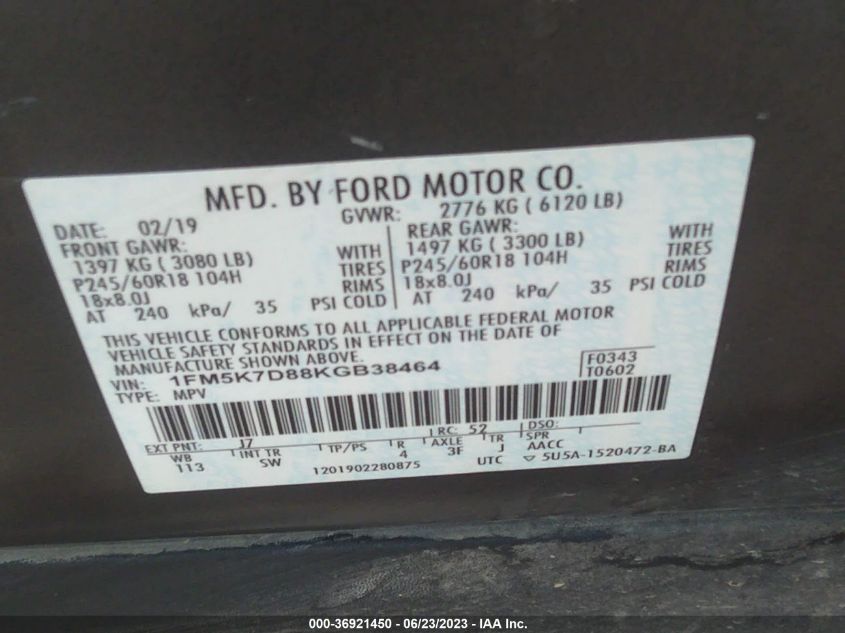 MFD. BY FORD MOTOR CO.
DATE: 02/19 GVWR: 2776 KG ( 6120 LB)
FRONT GAWR: REAR GAWR:
1397 KG ( 3080 LB) WITH 1497 KG ( 3300 LB) WITH
P245/60R18 104H TIRES P245/60R18 104H TIRES
18x8.0J RIMS 18x8.0J RIMS
AT 240 kPa/ 35 PSI COLD AT 240 kPa/ 35 PSI COLD
THIS VEHICLE CONFORMS TO ALL APPLICABLE FEDERAL MOTOR
VEHICLE SAFETY STANDARDS IN EFFECT ON THE DATE OF
MANUFACTURE SHOWN ABOVE.
VIN: 1FM5K7D88KGB38464 F0343
TYPE: MPV T0602
EXT PNT: J7 RC: 52 DSO:
WB INT TR TP/PS R AXLE TR SPR
113 SW 4 3F J AACC
1201902280875 UTC ▽ 5U5A-1520472-BA
000-36921450 - 06/23/2023 - IAA Inc.